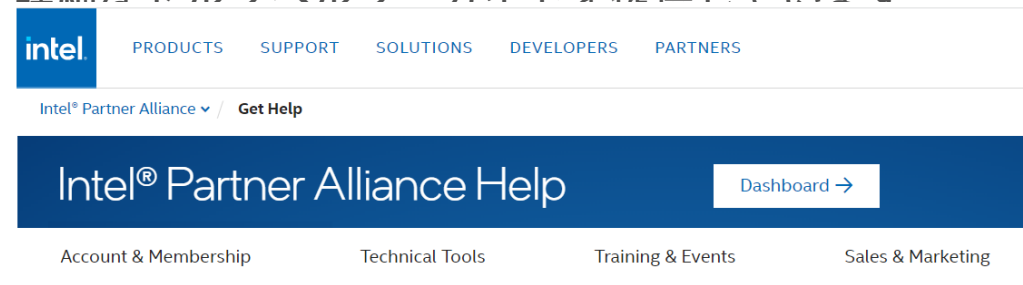 intel.
PRODUCTS SUPPORT SOLUTIONS DEVELOPERS PARTNERS
Intel® Partner Alliance / Get Help
Intel® Partner Alliance Help
Dashboard →
Account & Membership Technical Tools Training & Events Sales & Marketing